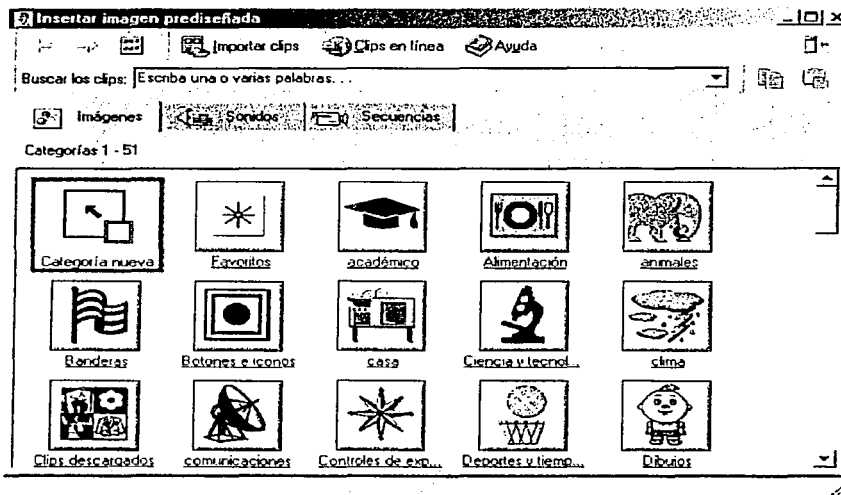 Insertar imagen prediseñada
Importar clips Clips en línea Ayuda
Buscar los clips: Escriba una o varias palabras. . .
Imágenes Sonidos Secuencias
Categorías 1 - 51
Categoría nueva Favoritos académico Alimentación animales
Banderas Botones e iconos casa Ciencia y tecnol... clima
Clips descargados comunicaciones Controles de exp... Deportes y tiemp... Dibujos